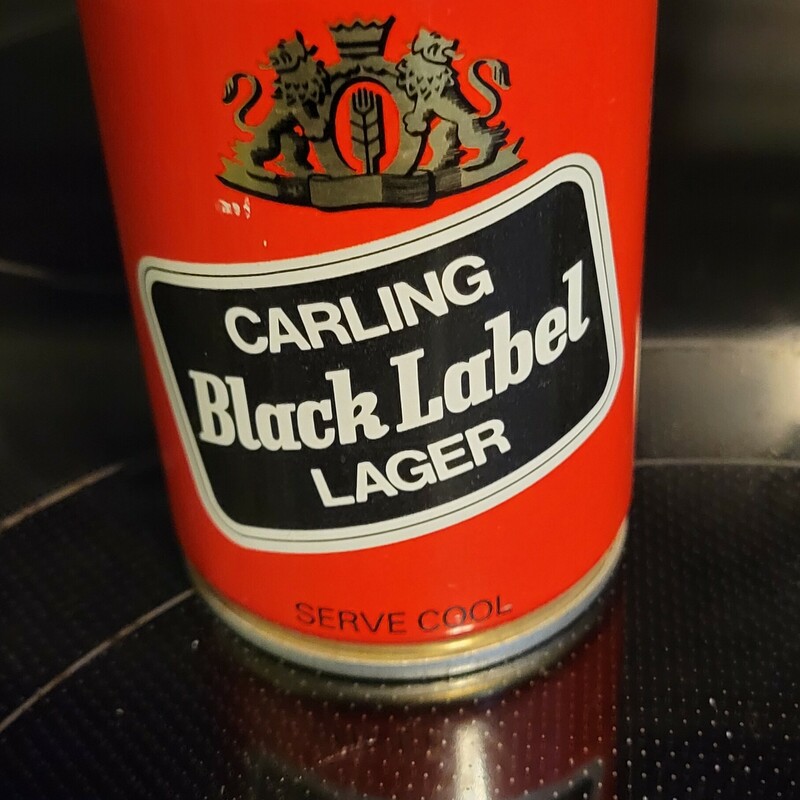 CARLING
Black Label
LAGER
SERVE COOL